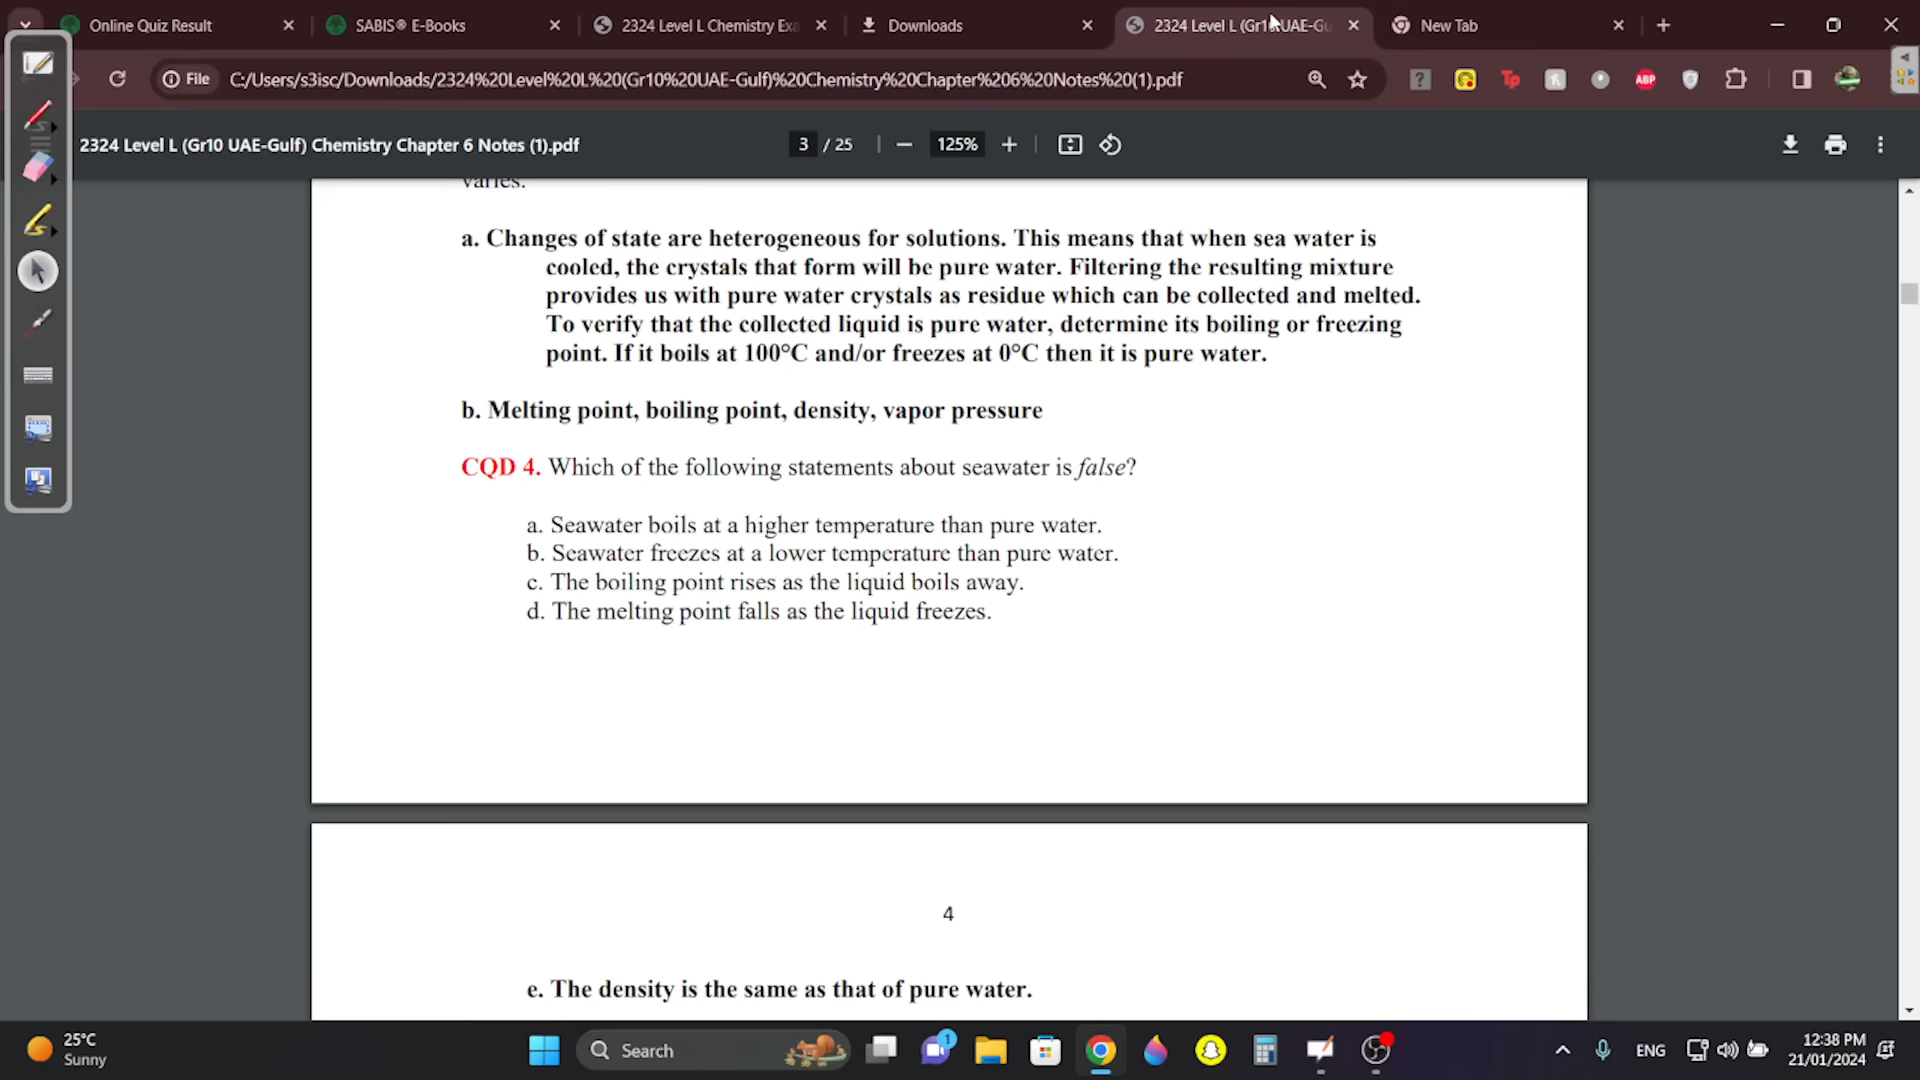 Online Quiz Result
SABIS® E-Books
2324 Level L Chemistry Exa
Downloads
2324 Level L (Gr10 UAE-Gu
New Tab
File
C:/Users/s3isc/Downloads/2324%20Level%20L%20(Gr10%20UAE-Gulf)%20Chemistry%20Chapter%206%20Notes%20(1).pdf
ABP
2324 Level L (Gr10 UAE-Gulf) Chemistry Chapter 6 Notes (1).pdf
3 / 25
125%
varies.
a. Changes of state are heterogeneous for solutions. This means that when sea water is
cooled, the crystals that form will be pure water. Filtering the resulting mixture
provides us with pure water crystals as residue which can be collected and melted.
To verify that the collected liquid is pure water, determine its boiling or freezing
point. If it boils at 100°C and/or freezes at 0°C then it is pure water.
b. Melting point, boiling point, density, vapor pressure
CQD 4. Which of the following statements about seawater is false?
a. Seawater boils at a higher temperature than pure water.
b. Seawater freezes at a lower temperature than pure water.
c. The boiling point rises as the liquid boils away.
d. The melting point falls as the liquid freezes.
4
e. The density is the same as that of pure water.
25°C
Sunny
Search
1
ENG
12:38 PM
21/01/2024